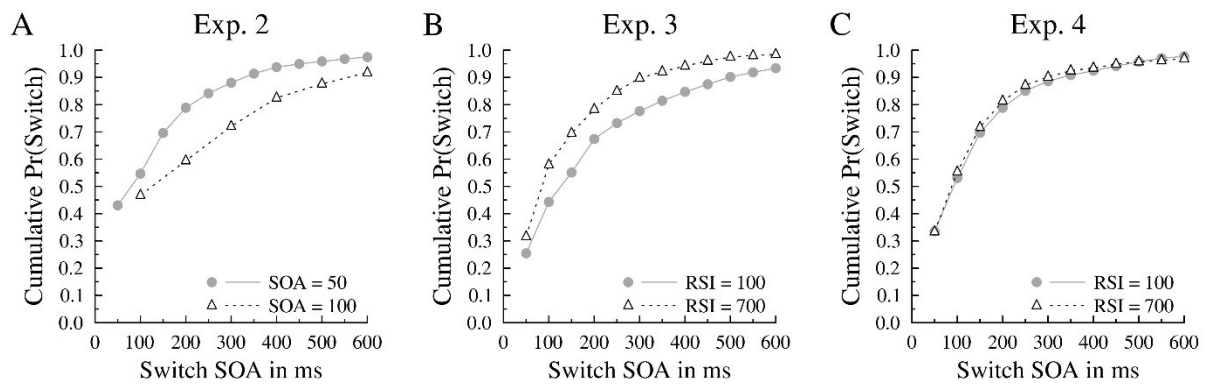 A Exp. 2
Cumulative Pr(Switch)
1.0
0.9
0.8
0.7
0.6
0.5
0.4
0.3
0.2
0.1
0.0
SOA = 50
SOA = 100
0 100 200 300 400 500 600
Switch SOA in ms
B Exp. 3
Cumulative Pr(Switch)
1.0
0.9
0.8
0.7
0.6
0.5
0.4
0.3
0.2
0.1
0.0
RSI = 100
RSI = 700
0 100 200 300 400 500 600
Switch SOA in ms
C Exp. 4
Cumulative Pr(Switch)
1.0
0.9
0.8
0.7
0.6
0.5
0.4
0.3
0.2
0.1
0.0
RSI = 100
RSI = 700
0 100 200 300 400 500 600
Switch SOA in ms